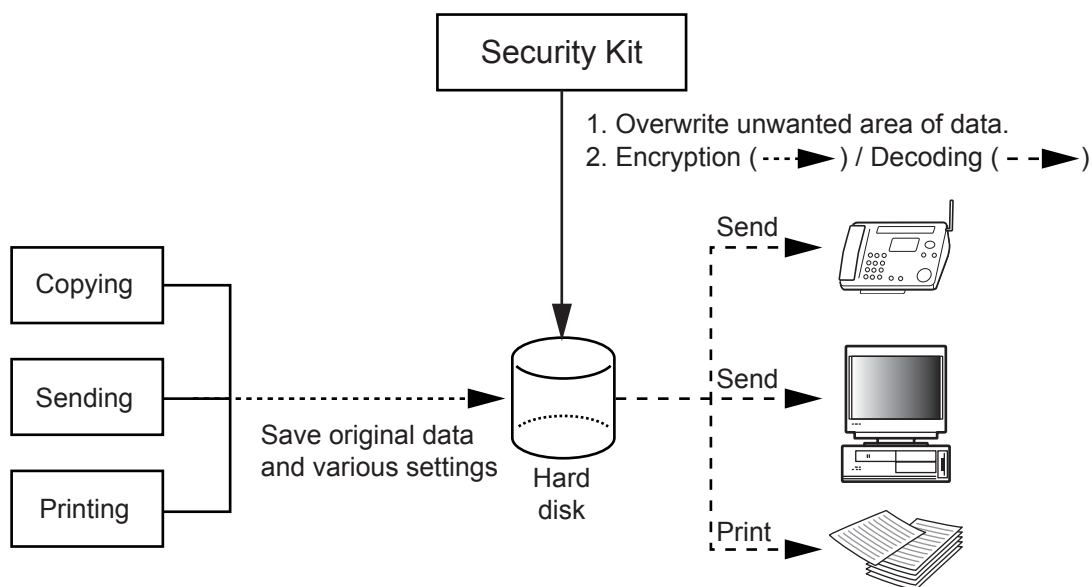 Security Kit
1. Overwrite unwanted area of data.
2. Encryption ( ) / Decoding ( )
Copying
Sending
Printing
Save original data
and various settings
Hard
disk
Send
Send
Print